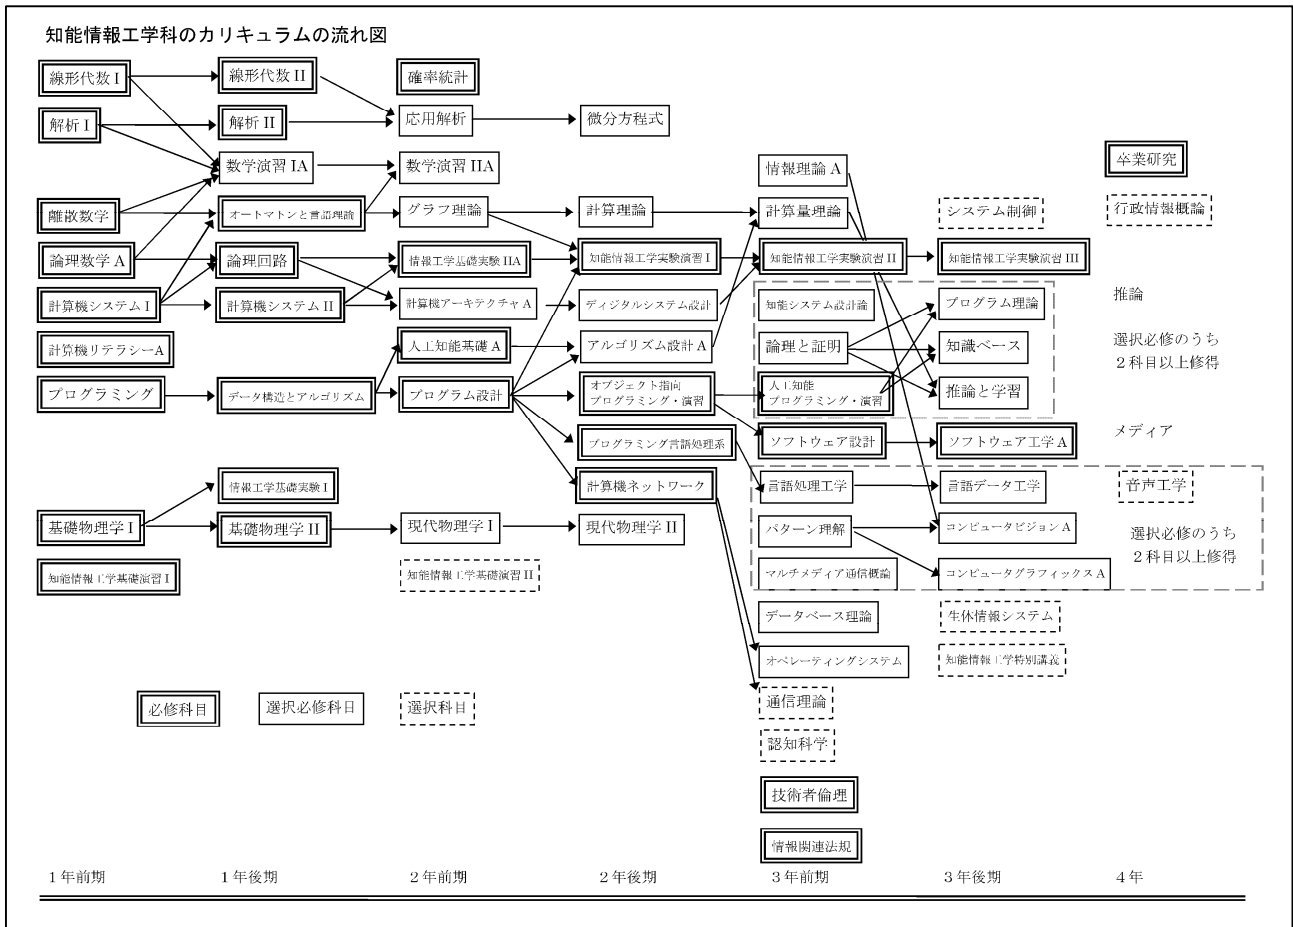 知能情報工学科のカリキュラムの流れ図
線形代数 I
線形代数 II
確率統計
解析 I
解析 II
応用解析
微分方程式
数学演習 IA
数学演習 IIA
情報理論 A
卒業研究
離散数学
オートマトンと言語理論
グラフ理論
計算理論
計算量理論
システム制御
行政情報概論
論理数学 A
論理回路
情報工学基礎実験 IIA
知能情報工学実験演習 I
知能情報工学実験演習 II
知能情報工学実験演習 III
計算機システム I
計算機システム II
計算機アーキテクチャ A
ディジタルシステム設計
知能システム設計論
プログラム理論
推論
計算機リテラシーA
人工知能基礎 A
アルゴリズム設計 A
論理と証明
知識ベース
選択必修のうち
2科目以上修得
プログラミング
データ構造とアルゴリズム
プログラム設計
オブジェクト指向
プログラミング・演習
人工知能
プログラミング・演習
推論と学習
プログラミング言語処理系
ソフトウェア設計
ソフトウェア工学 A
メディア
情報工学基礎実験 I
計算機ネットワーク
言語処理工学
言語データ工学
音声工学
基礎物理学 I
基礎物理学 II
現代物理学 I
現代物理学 II
パターン理解
コンピュータビジョン A
選択必修のうち
2科目以上修得
知能情報工学基礎演習 I
知能情報工学基礎演習 II
マルチメディア通信概論
コンピュータグラフィックス A
データベース理論
生体情報システム
オペレーティングシステム
知能情報工学特別講義
必修科目
選択必修科目
選択科目
通信理論
認知科学
技術者倫理
情報関連法規
1年前期
1年後期
2年前期
2年後期
3年前期
3年後期
4年